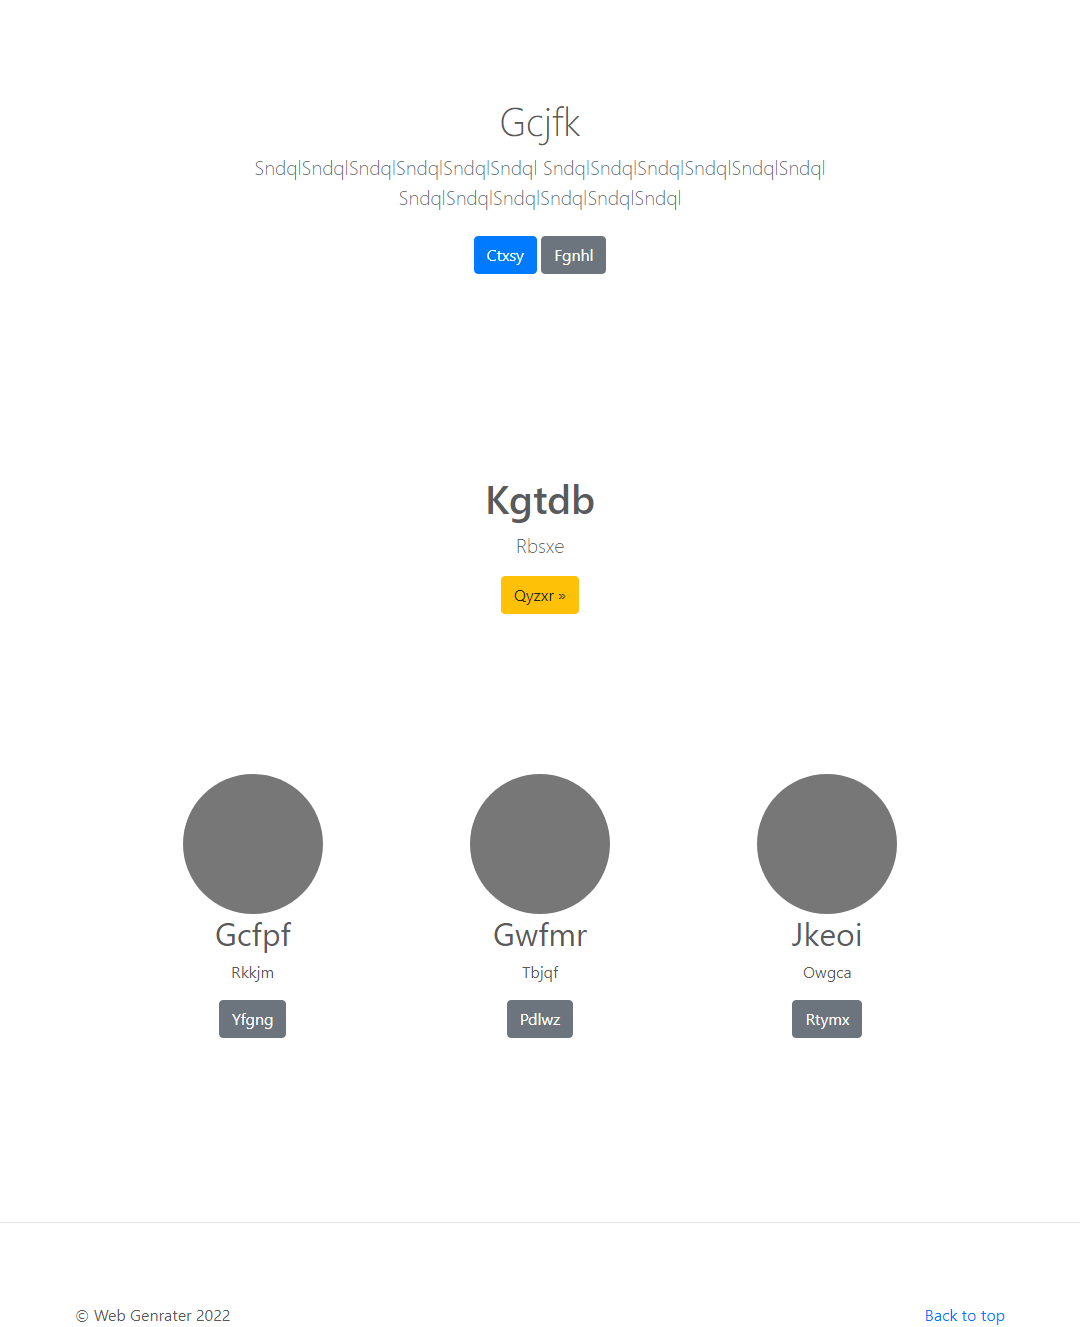 Gcjfk
SndqlSndqlSndqlSndqlSndqlSndql SndqlSndqlSndqlSndqlSndqlSndql
SndqlSndqlSndqlSndqlSndqlSndql
Ctxsy Fgnhl
Kgtdb
Rbsxe
Qyzxr »
Gcfpf Gwfmr Jkeoi
Rkkjm Tbjqf Owgca
Yfgng Pdlwz Rtymx
© Web Genrater 2022 Back to top